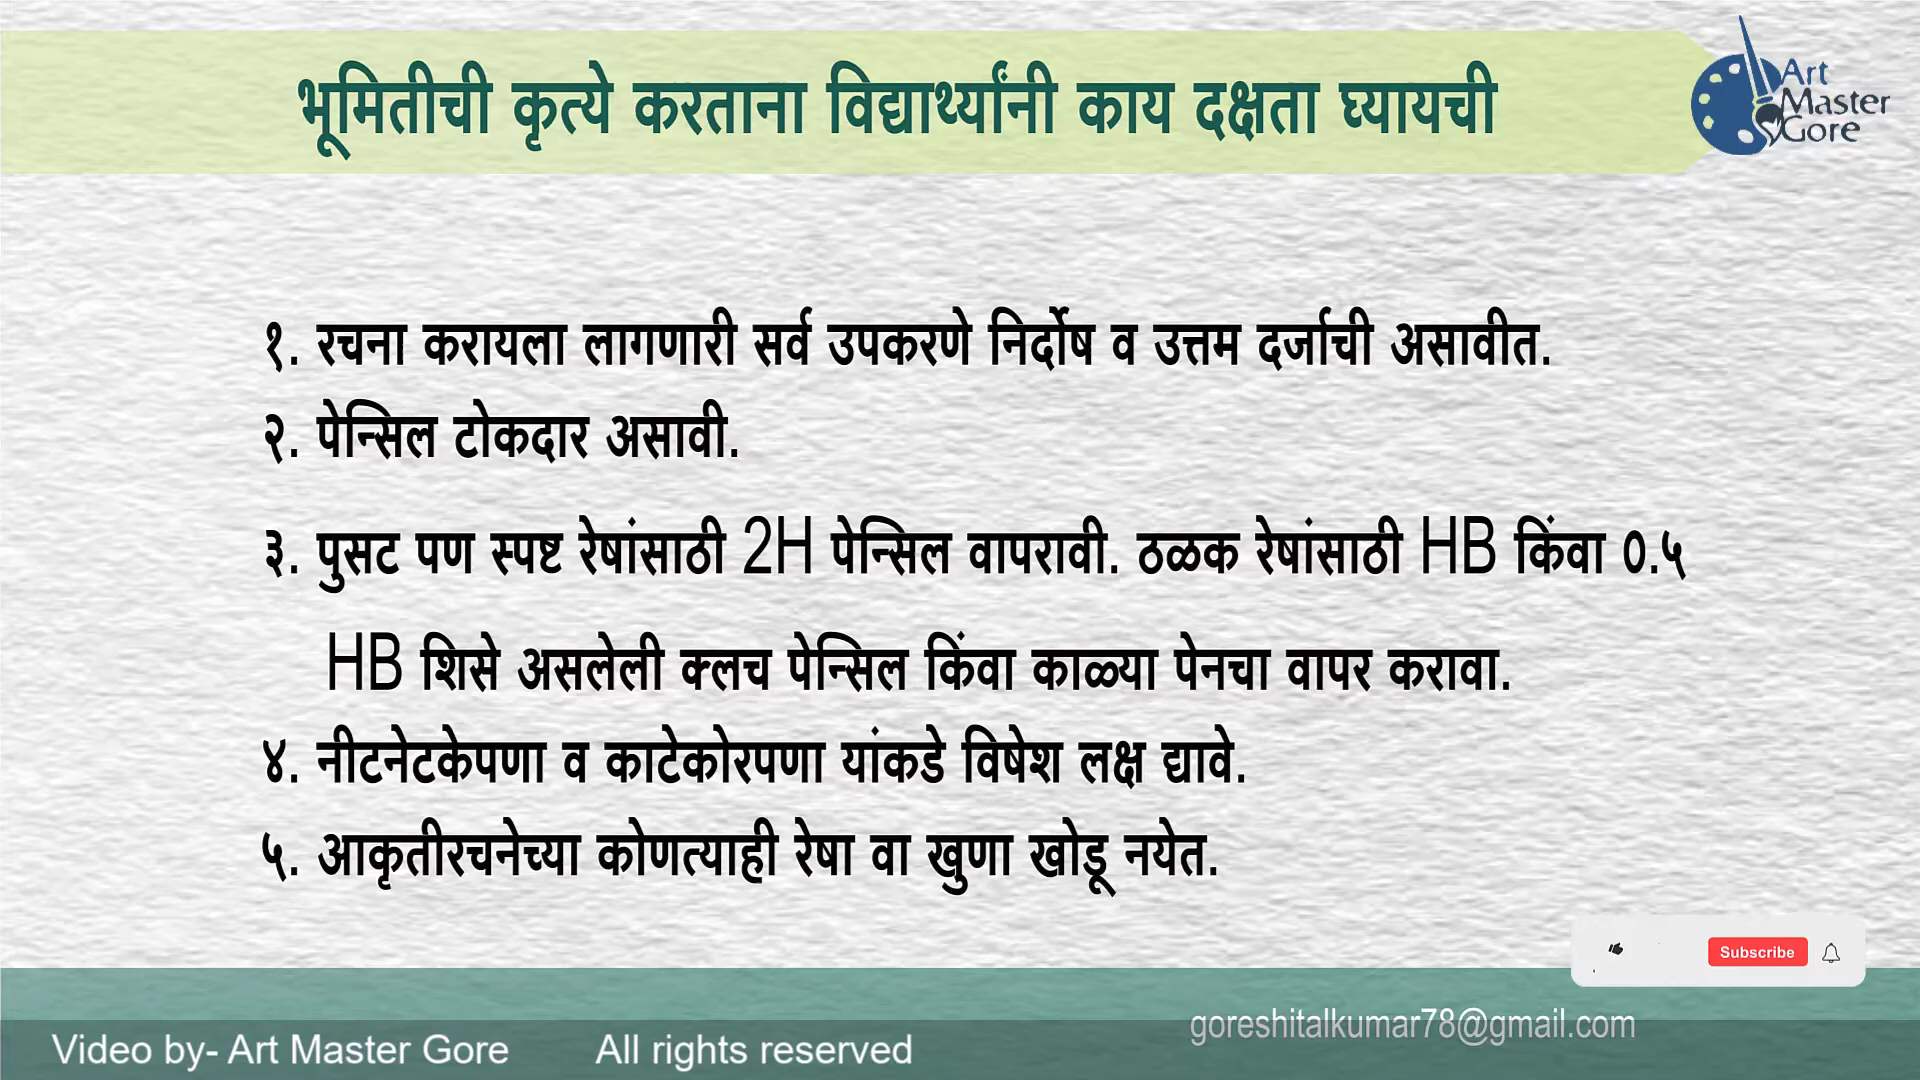 भूमितीची कृत्ये करताना विद्यार्थ्यांनी काय दक्षता घ्यायची
Art
Master
Gore
१. रचना करायला लागणारी सर्व उपकरणे निर्दोष व उत्तम दर्जाची असावीत.
२. पेन्सिल टोकदार असावी.
३. पुसट पण स्पष्ट रेषांसाठी 2H पेन्सिल वापरावी. ठळक रेषांसाठी HB किंवा ०.५
HB शिसे असलेली क्लच पेन्सिल किंवा काळ्या पेनचा वापर करावा.
४. नीटनेटकेपणा व काटेकोरपणा यांकडे विषेश लक्ष द्यावे.
५. आकृतीरचनेच्या कोणत्याही रेषा वा खुणा खोडू नयेत.
Subscribe
goreshitalkumar78@gmail.com
Video by- Art Master Gore All rights reserved